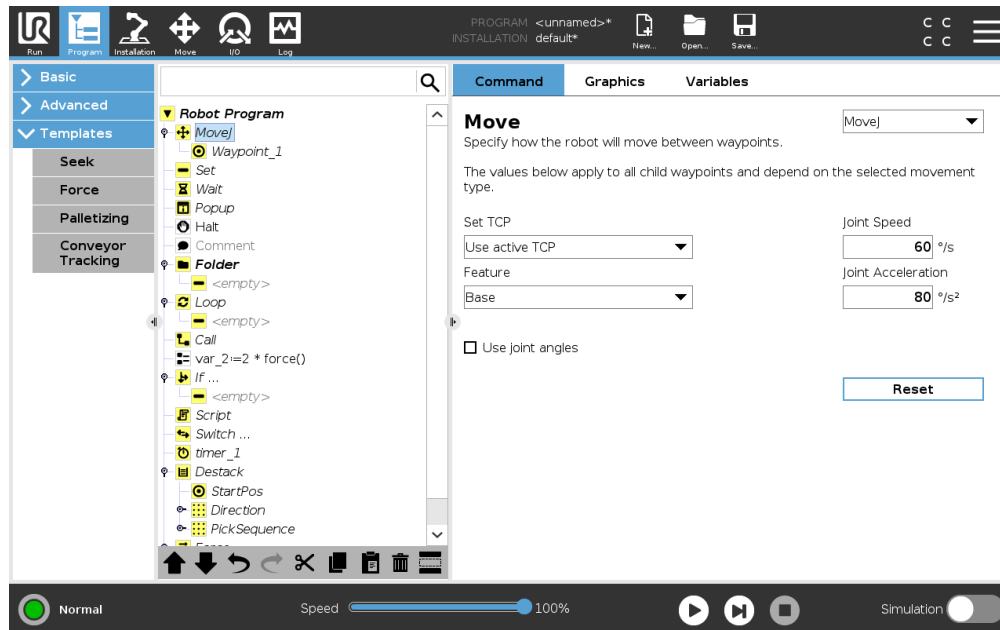 UR
PROGRAM <unnamed>*
INSTALLATION default*
C C
C C
Run
Program
Installation
Move
I/O
Log
New...
Open...
Save...
Basic
Advanced
Templates
Seek
Force
Palletizing
Conveyor
Tracking
Robot Program
MoveJ
Waypoint_1
Set
Wait
Popup
Halt
Comment
Folder
<empty>
Loop
<empty>
Call
var_2:=2 * force()
If ...
<empty>
Script
Switch ...
timer_1
Destack
StartPos
Direction
PickSequence
Command
Graphics
Variables
Move
MoveJ
Specify how the robot will move between waypoints.
The values below apply to all child waypoints and depend on the selected movement
type.
Set TCP
Joint Speed
Use active TCP
60 °/s
Feature
Joint Acceleration
Base
80 °/s²
Use joint angles
Reset
Normal
Speed
100%
Simulation